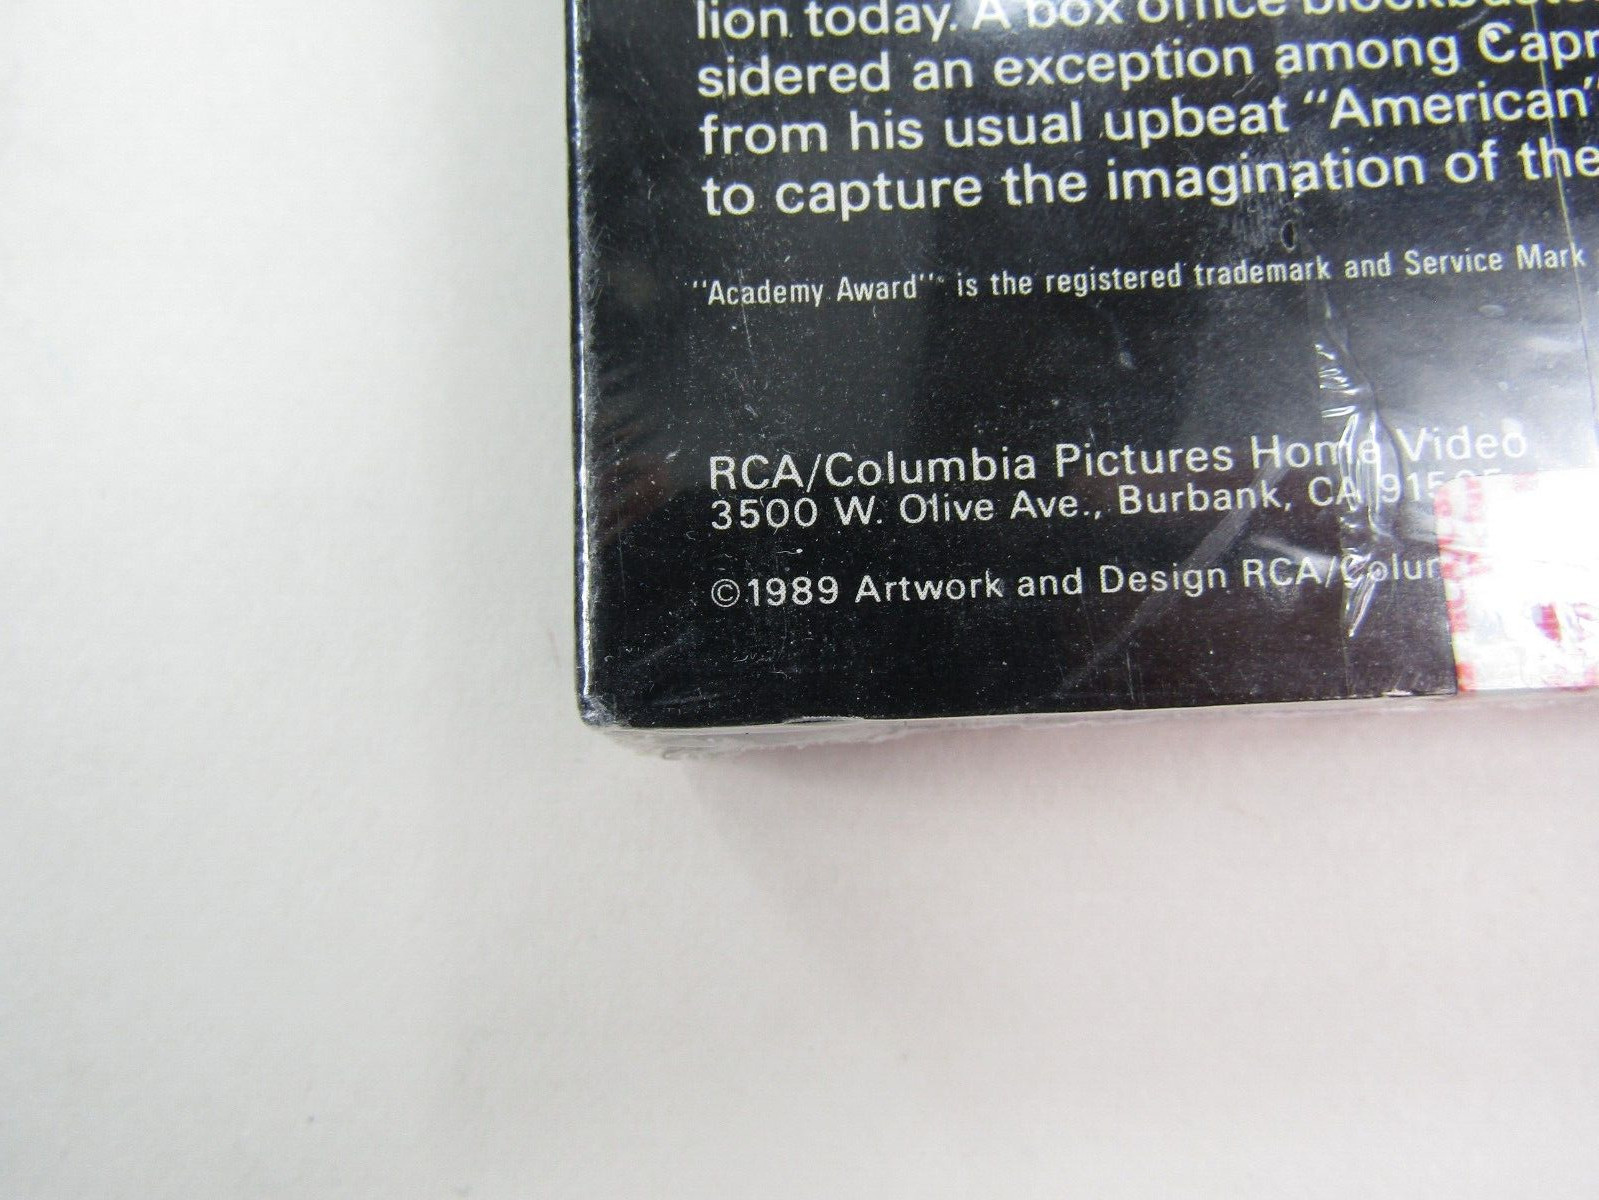 lion today. A box office
sidered an exception among Capr
from his usual upbeat "American"
to capture the imagination of the
"Academy Award" is the registered trademark and Service Mark
RCA/Columbia Pictures Home Video
3500 W. Olive Ave., Burbank, CA
©1989 Artwork and Design RCA/Colum